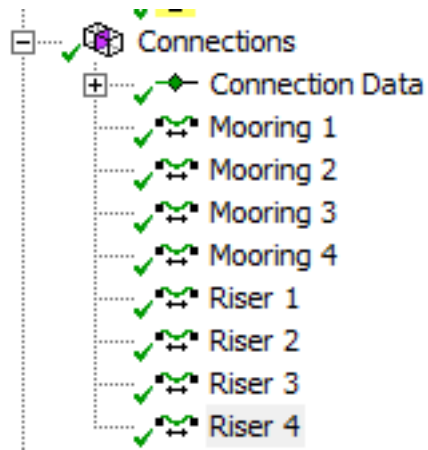 Connections
Connection Data
Mooring 1
Mooring 2
Mooring 3
Mooring 4
Riser 1
Riser 2
Riser 3
Riser 4